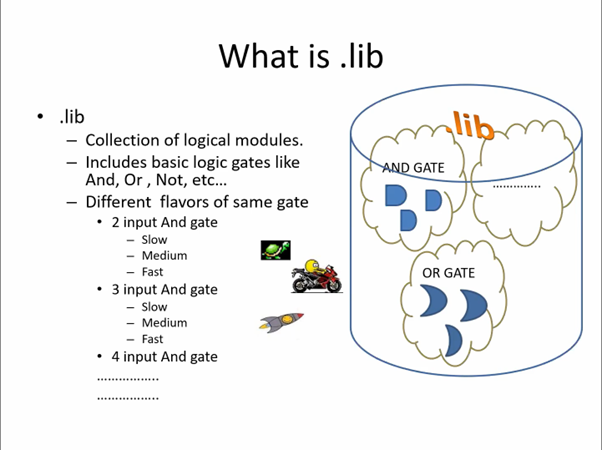 What is .lib
• .lib
– Collection of logical modules.
– Includes basic logic gates like
And, Or , Not, etc…
– Different flavors of same gate
• 2 input And gate
– Slow
– Medium
– Fast
• 3 input And gate
– Slow
– Medium
– Fast
• 4 input And gate
……………..
……………..
.lib
AND GATE
…………..
OR GATE